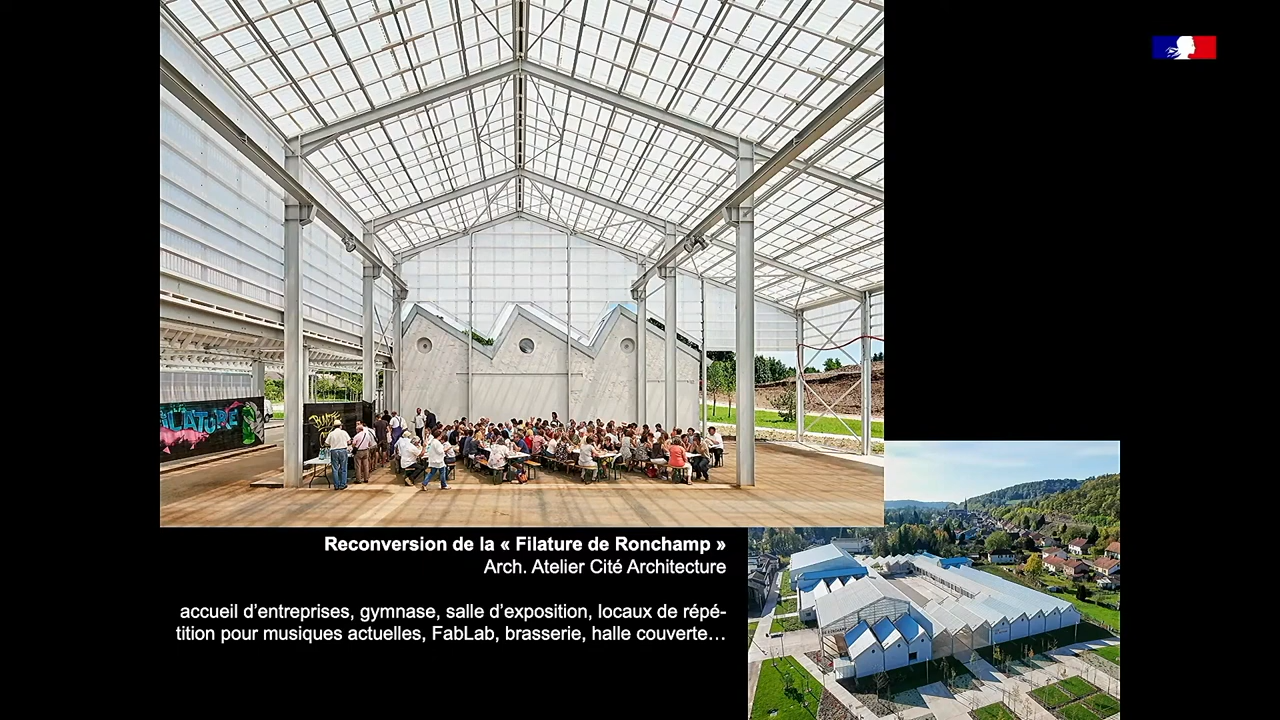 FILATURE
Reconversion de la « Filature de Ronchamp »
Arch. Atelier Cité Architecture
accueil d’entreprises, gymnase, salle d’exposition, locaux de répé-
tition pour musiques actuelles, FabLab, brasserie, halle couverte…